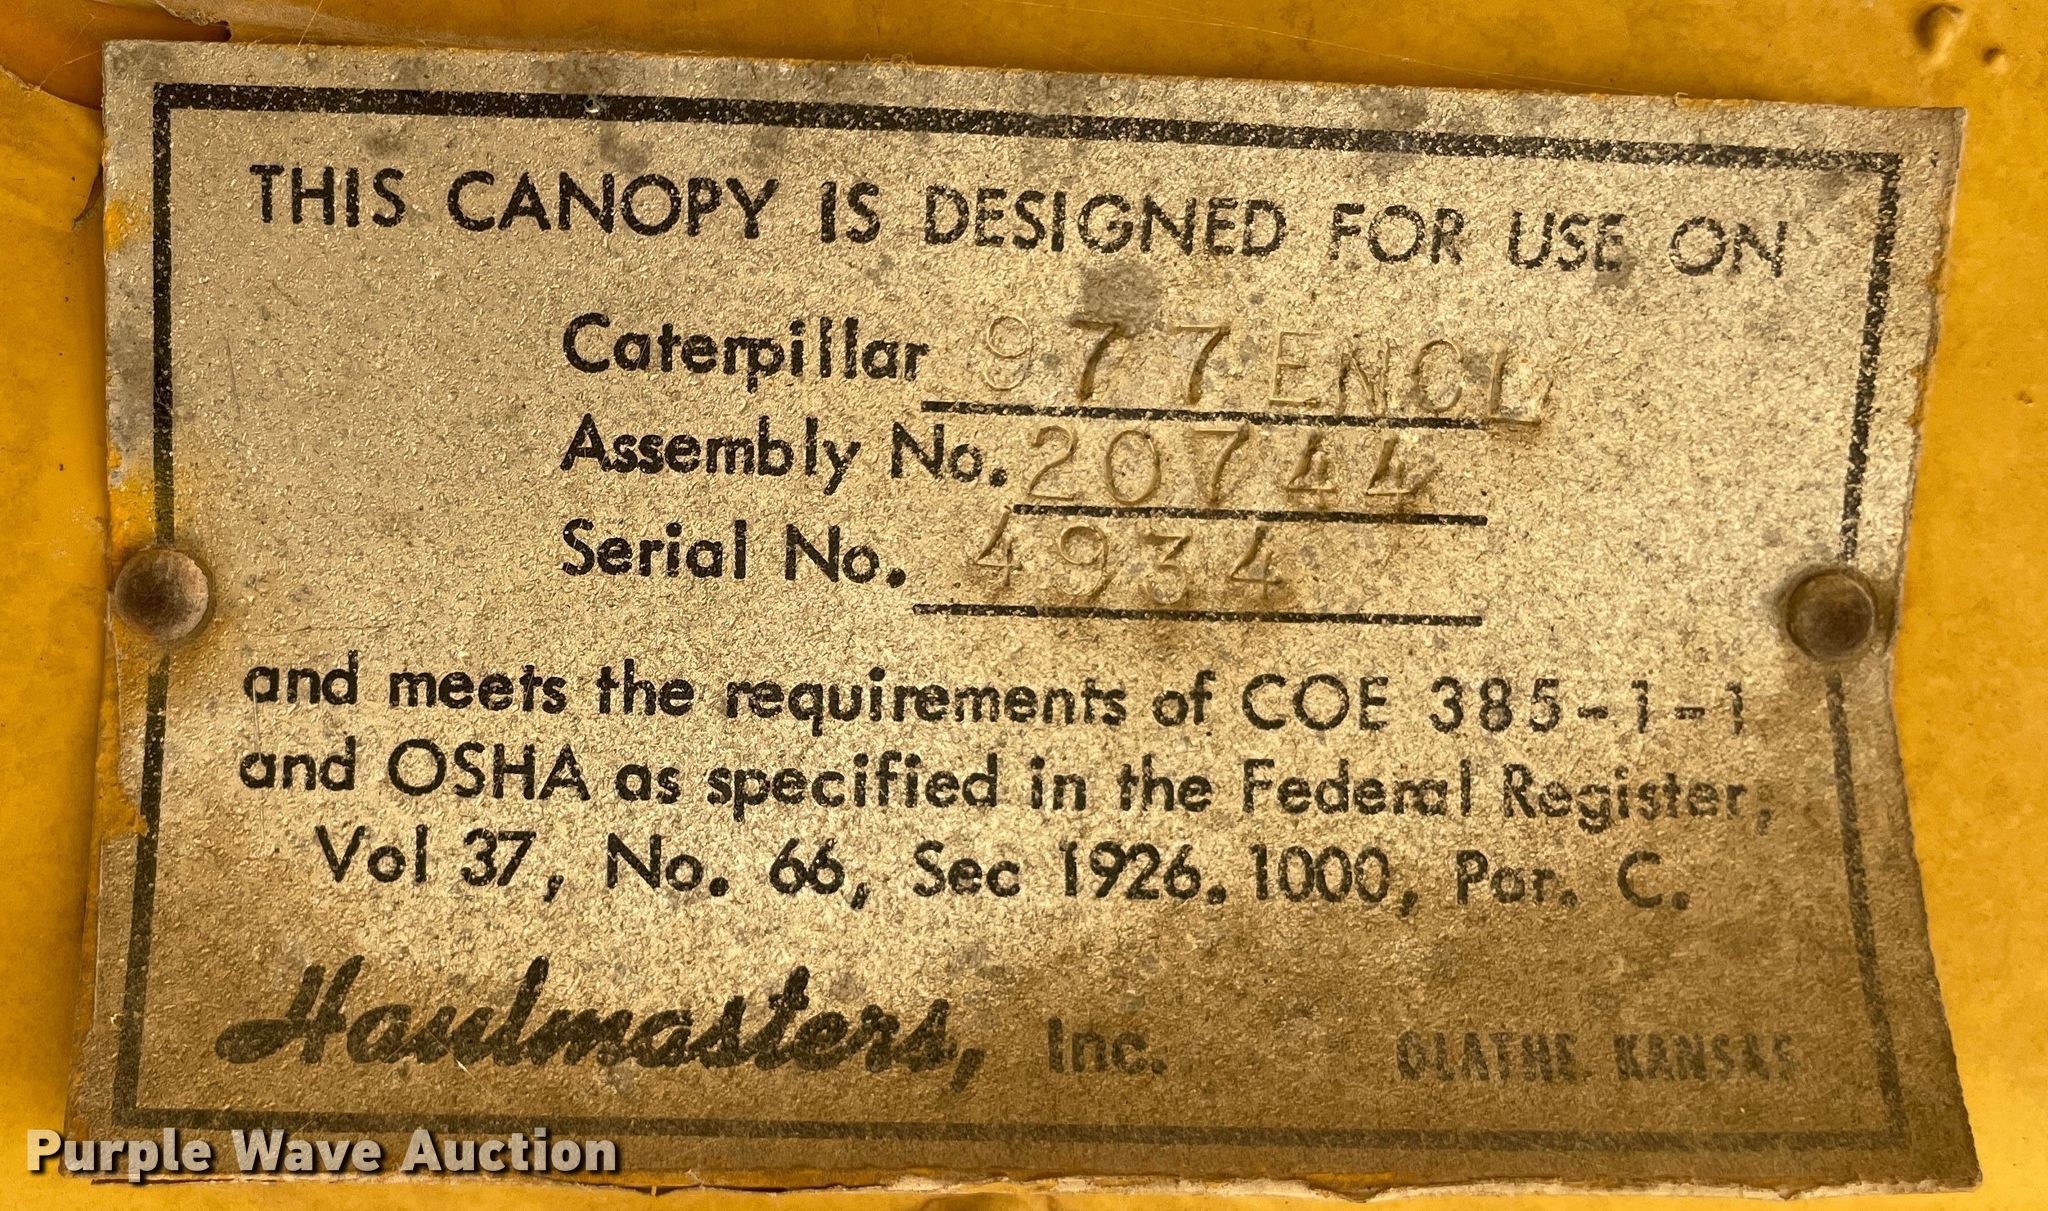 THIS CANOPY IS DESIGNED FOR USE ON
Caterpillar 977ENCL
Assembly No. 20744
Serial No. 4934
and meets the requirements of COE 385-1-1
and OSHA as specified in the Federal Register,
Vol 37, No. 66, Sec 1926.1000, Par. C.
Haulmasters, Inc. OLATHE KANSAS
Purple Wave Auction